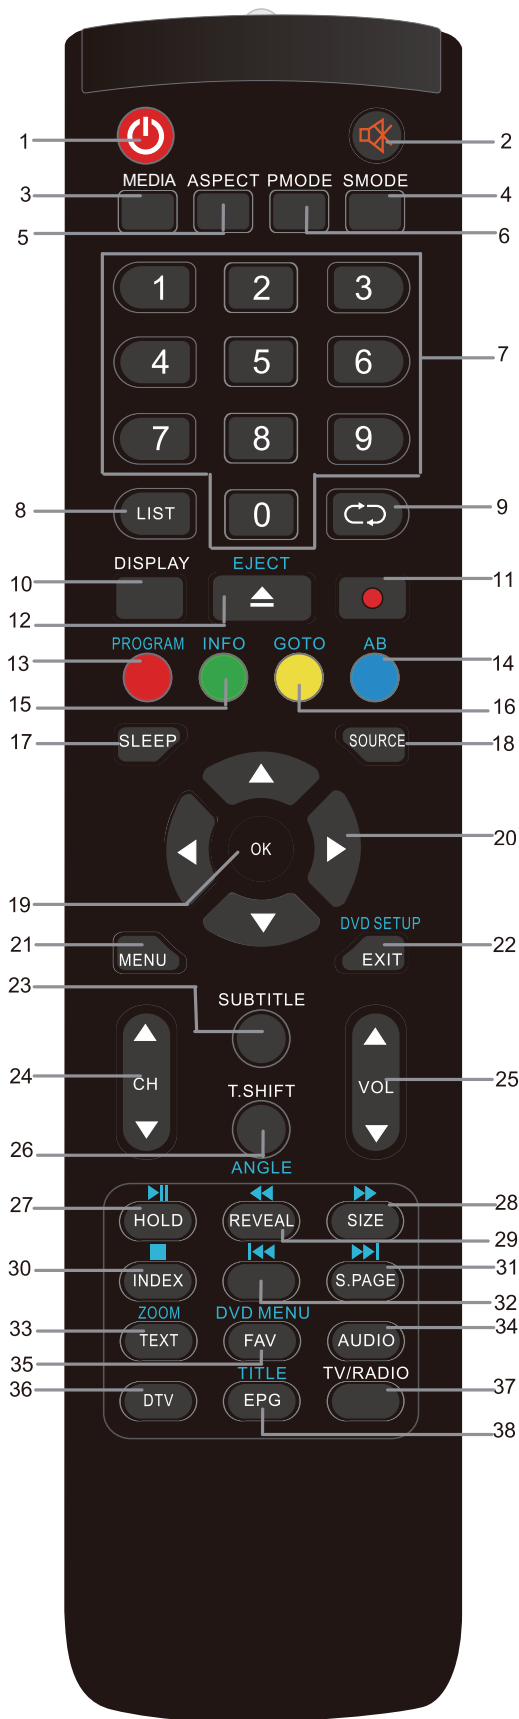 1
2
MEDIA ASPECT PMODE SMODE
3
4
5
6
1 2 3
7
4 5 6
7 8 9
8
LIST
0
9
DISPLAY
EJECT
10
11
12
PROGRAM INFO GOTO AB
13
14
15
16
17
SLEEP
SOURCE
18
OK
20
19
DVD SETUP
21
MENU
EXIT
22
23
SUBTITLE
24
CH
VOL
25
T.SHIFT
26
ANGLE
27
HOLD REVEAL SIZE
28
29
30
INDEX
S.PAGE
31
32
ZOOM DVD MENU
33
TEXT FAV AUDIO
34
35
TITLE TV/RADIO
36
DTV EPG
37
38